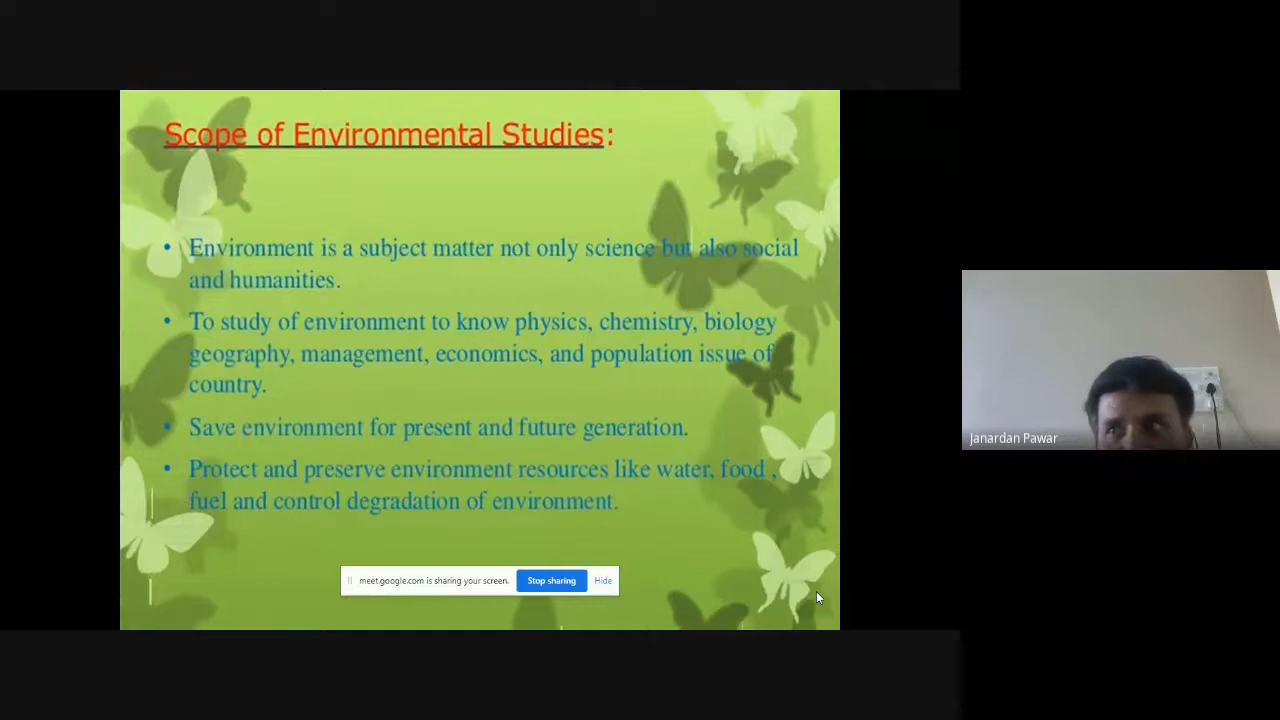 Scope of Environmental Studies:
• Environment is a subject matter not only science but also social
and humanities.
• To study of environment to know physics, chemistry, biology
geography, management, economics, and population issue of
country.
• Save environment for present and future generation.
• Protect and preserve environment resources like water, food ,
fuel and control degradation of environment.
meet.google.com is sharing your screen. Stop sharing Hide
Janardan Pawar